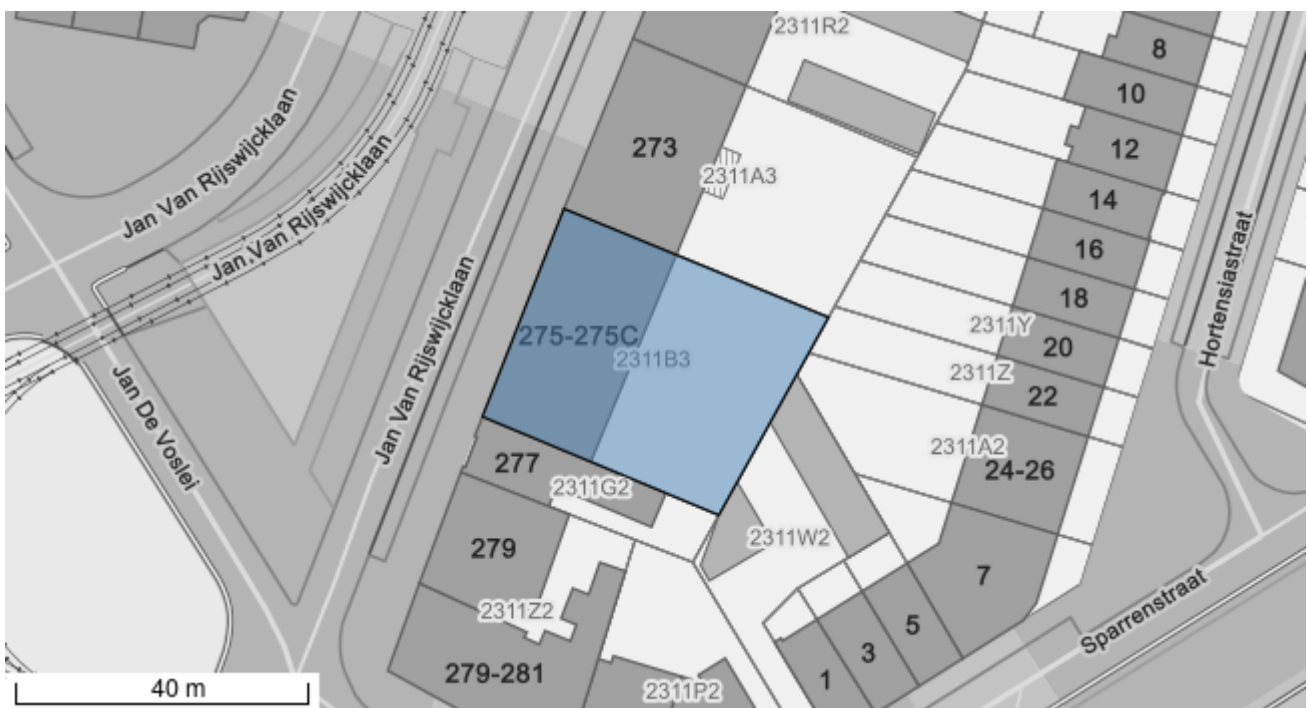 2311R2
8
10
12
14
16
18
20
22
24-26
273
2311A3
Jan Van Rijswijcklaan
Jan Van Rijswijcklaan
Jan Van Rijswijcklaan
Hortensiastraat
275-275C
2311B3
2311Y
2311Z
2311A2
Jan De Voslei
277
2311G2
2311W2
279
2311Z2
7
5
3
1
Sparrenstraat
279-281
2311P2
40 m